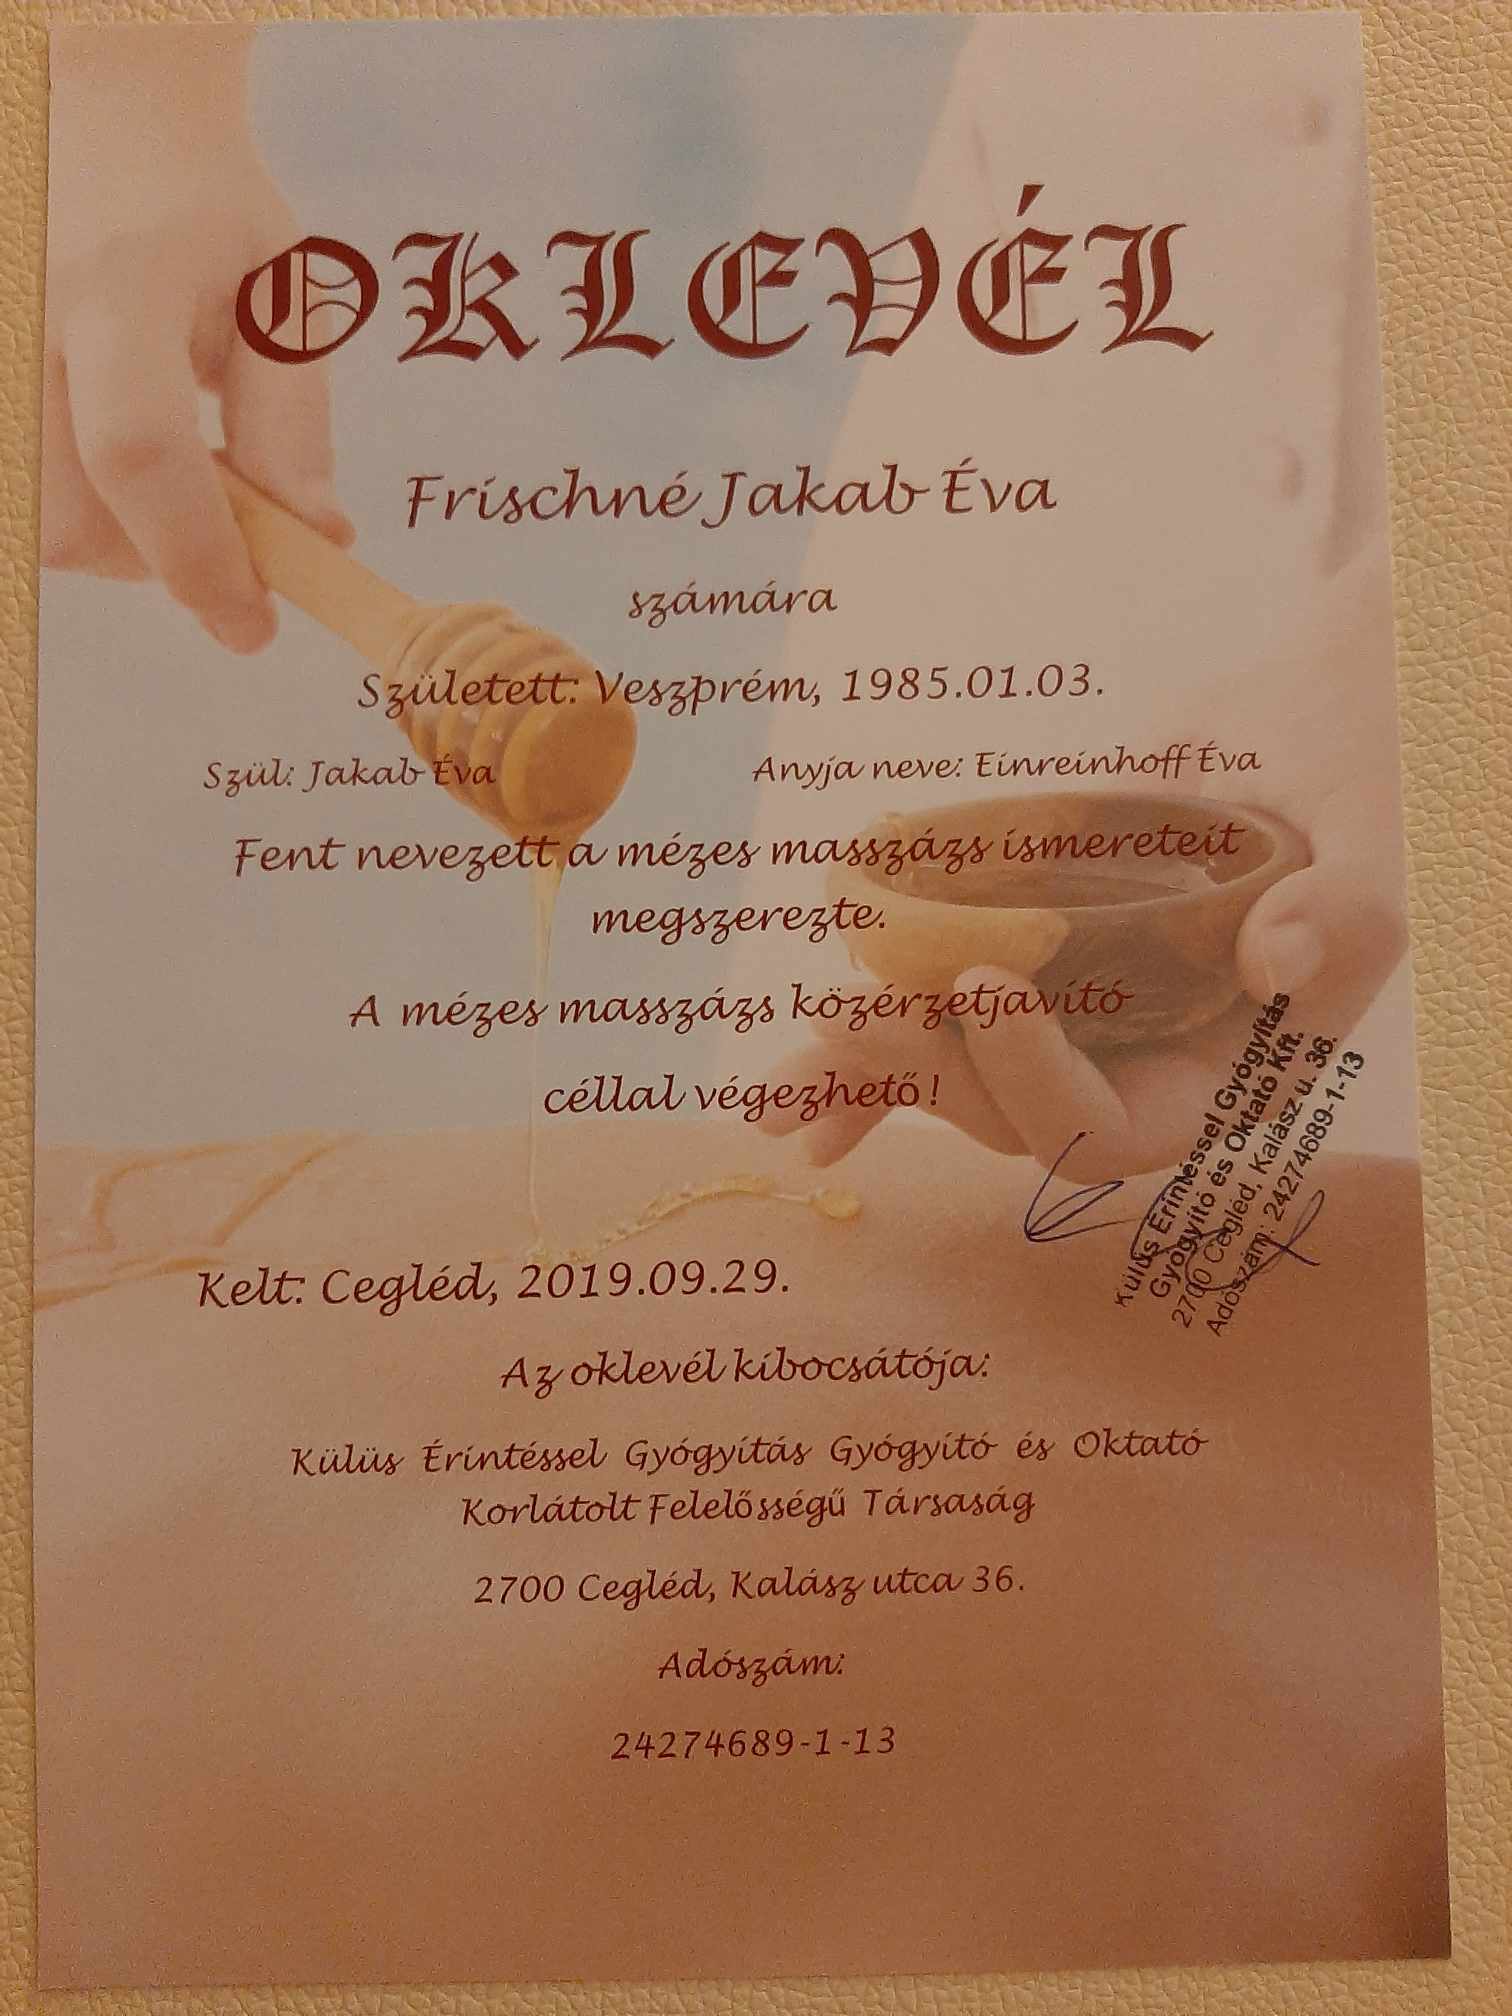 OKLEVÉL
Frischné Jakab Éva
számára
Született: Veszprém, 1985.01.03.
Szül: Jakab Éva Anyja neve: Einreinhoff Éva
Fent nevezett a mézes masszázs ismereteit
megszerezte.
A mézes masszázs közérzetjavító
céllal végezhető!
Külüs Érintéssel Gyógyítás
Gyógyító és Oktató Kft.
2700 Cegléd, Kalász u. 36.
Adószám: 24274689-1-13
Kelt: Cegléd, 2019.09.29.
Az oklevél kibocsátója:
Külüs Érintéssel Gyógyítás Gyógyító és Oktató
Korlátolt Felelősségű Társaság
2700 Cegléd, Kalász utca 36.
Adószám:
24274689-1-13